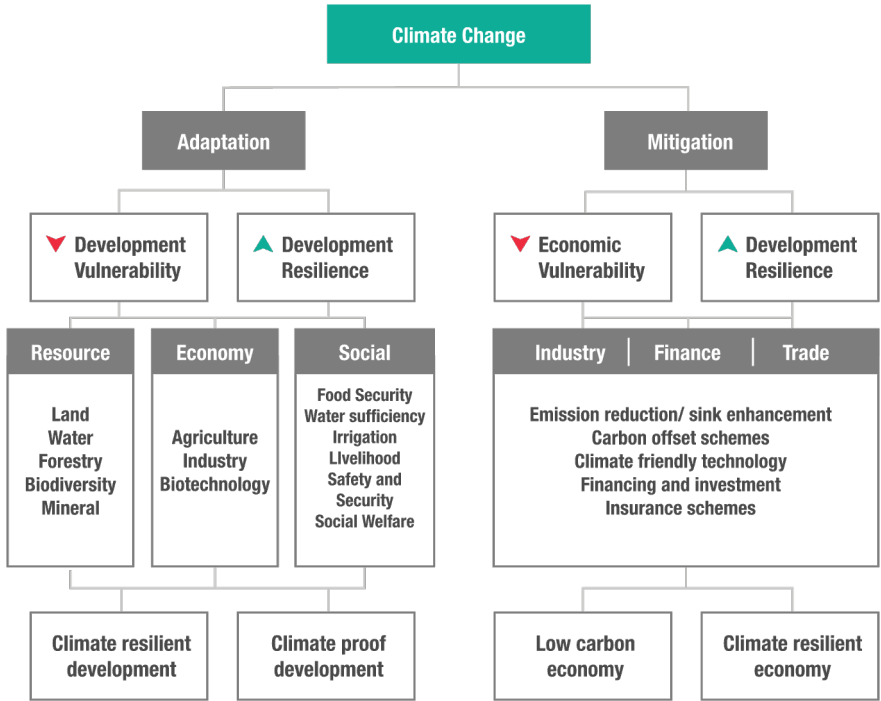 Climate Change
Adaptation
Mitigation
Development
Vulnerability
Development
Resilience
Economic
Vulnerability
Development
Resilience
Resource
Land
Water
Forestry
Biodiversity
Mineral
Economy
Agriculture
Industry
Biotechnology
Social
Food Security
Water sufficiency
Irrigation
LIvelihood
Safety and
Security
Social Welfare
Industry | Finance | Trade
Emission reduction/ sink enhancement
Carbon offset schemes
Climate friendly technology
Financing and investment
Insurance schemes
Climate resilient
development
Climate proof
development
Low carbon
economy
Climate resilient
economy